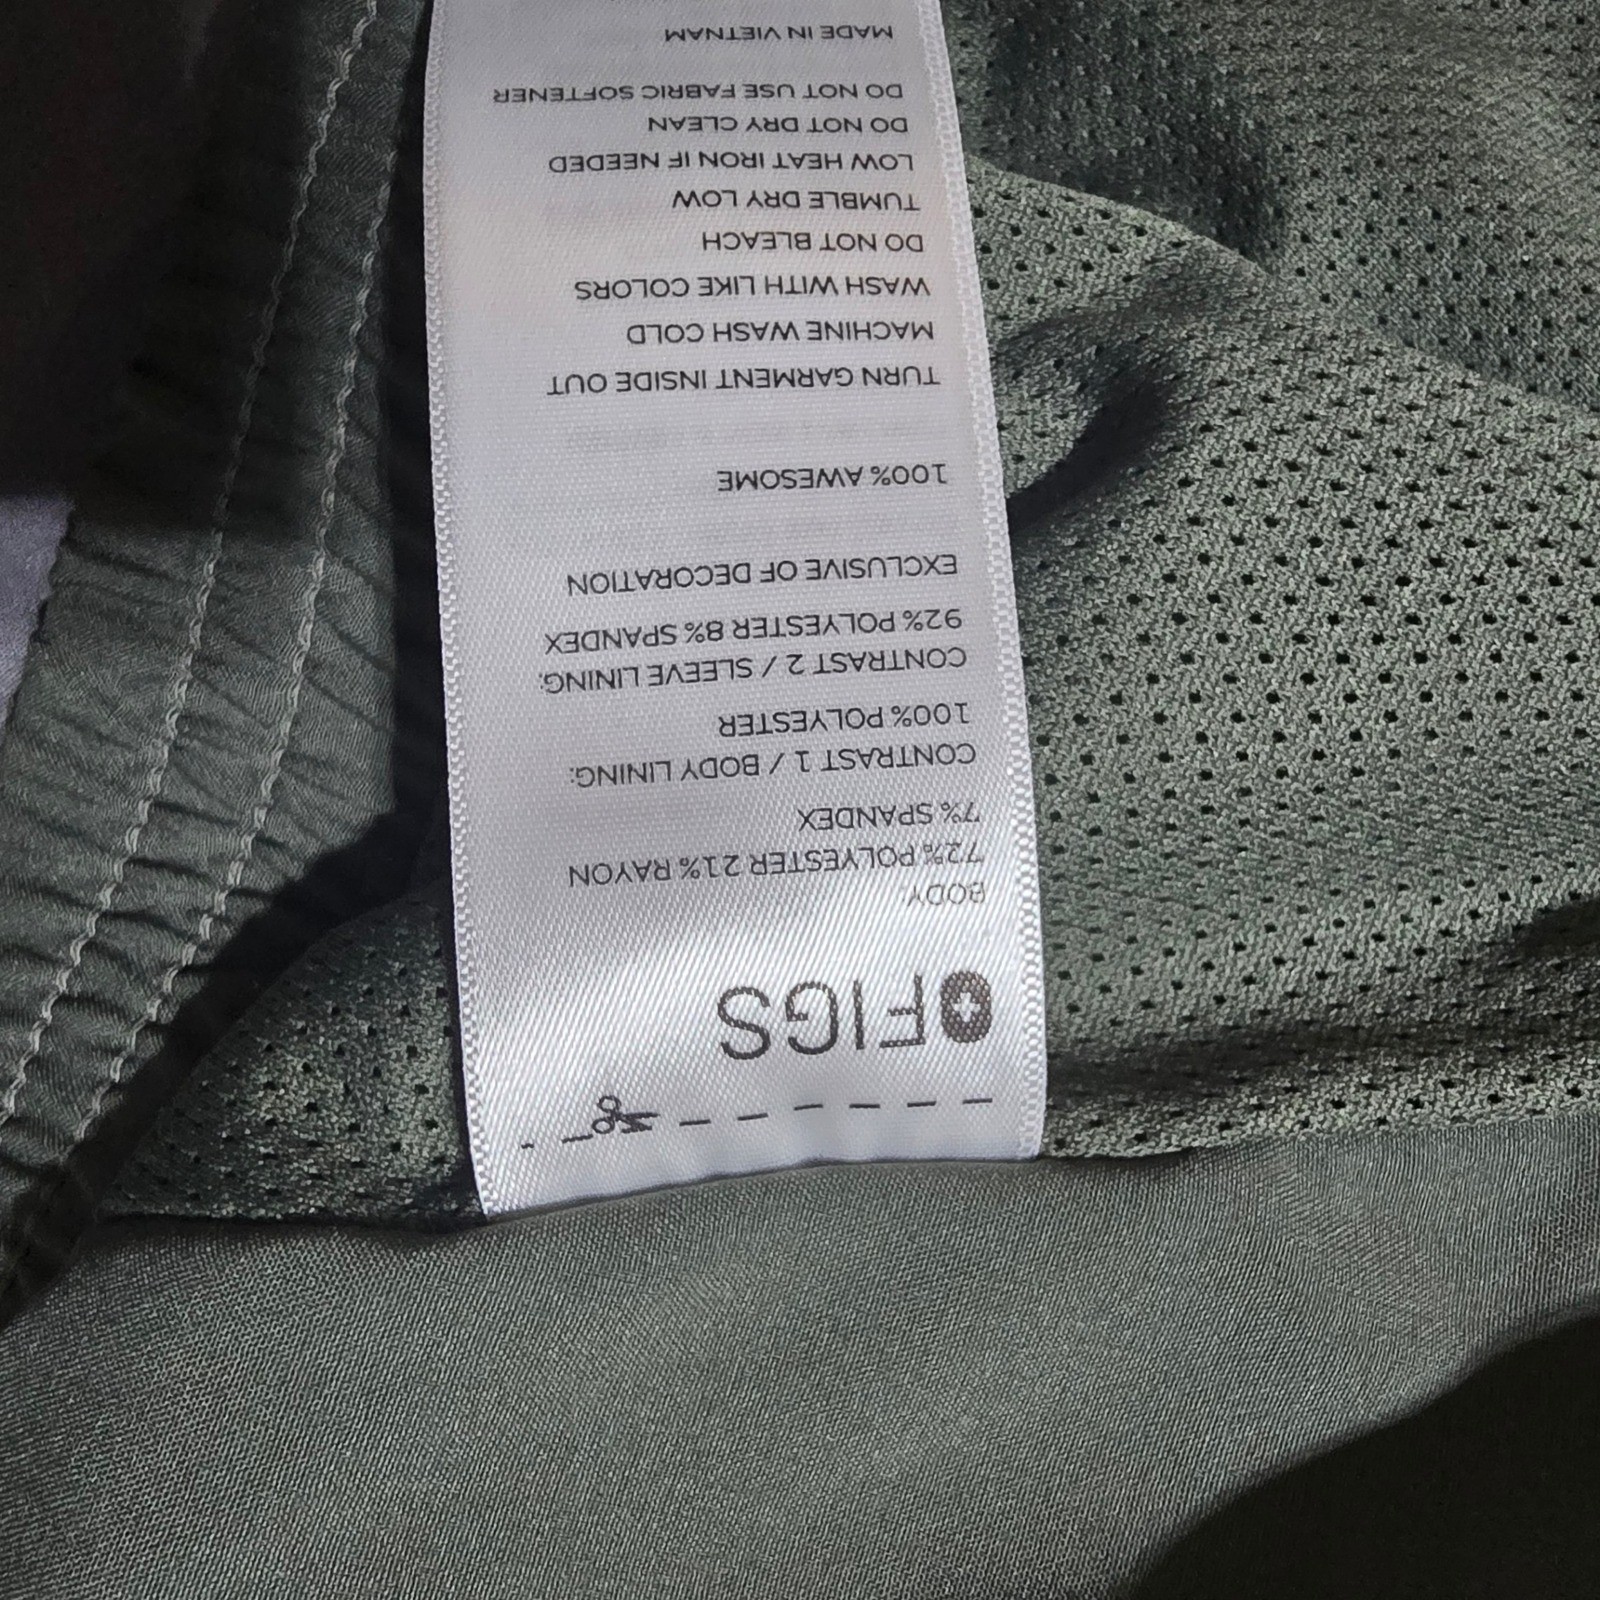 FIGS
BODY:
72% POLYESTER 21% RAYON
7% SPANDEX
CONTRAST 1 / BODY LINING:
100% POLYESTER
CONTRAST 2 / SLEEVE LINING:
92% POLYESTER 8% SPANDEX
EXCLUSIVE OF DECORATION
100% AWESOME
TURN GARMENT INSIDE OUT
MACHINE WASH COLD
WASH WITH LIKE COLORS
DO NOT BLEACH
TUMBLE DRY LOW
LOW HEAT IRON IF NEEDED
DO NOT DRY CLEAN
DO NOT USE FABRIC SOFTENER
MADE IN VIETNAM